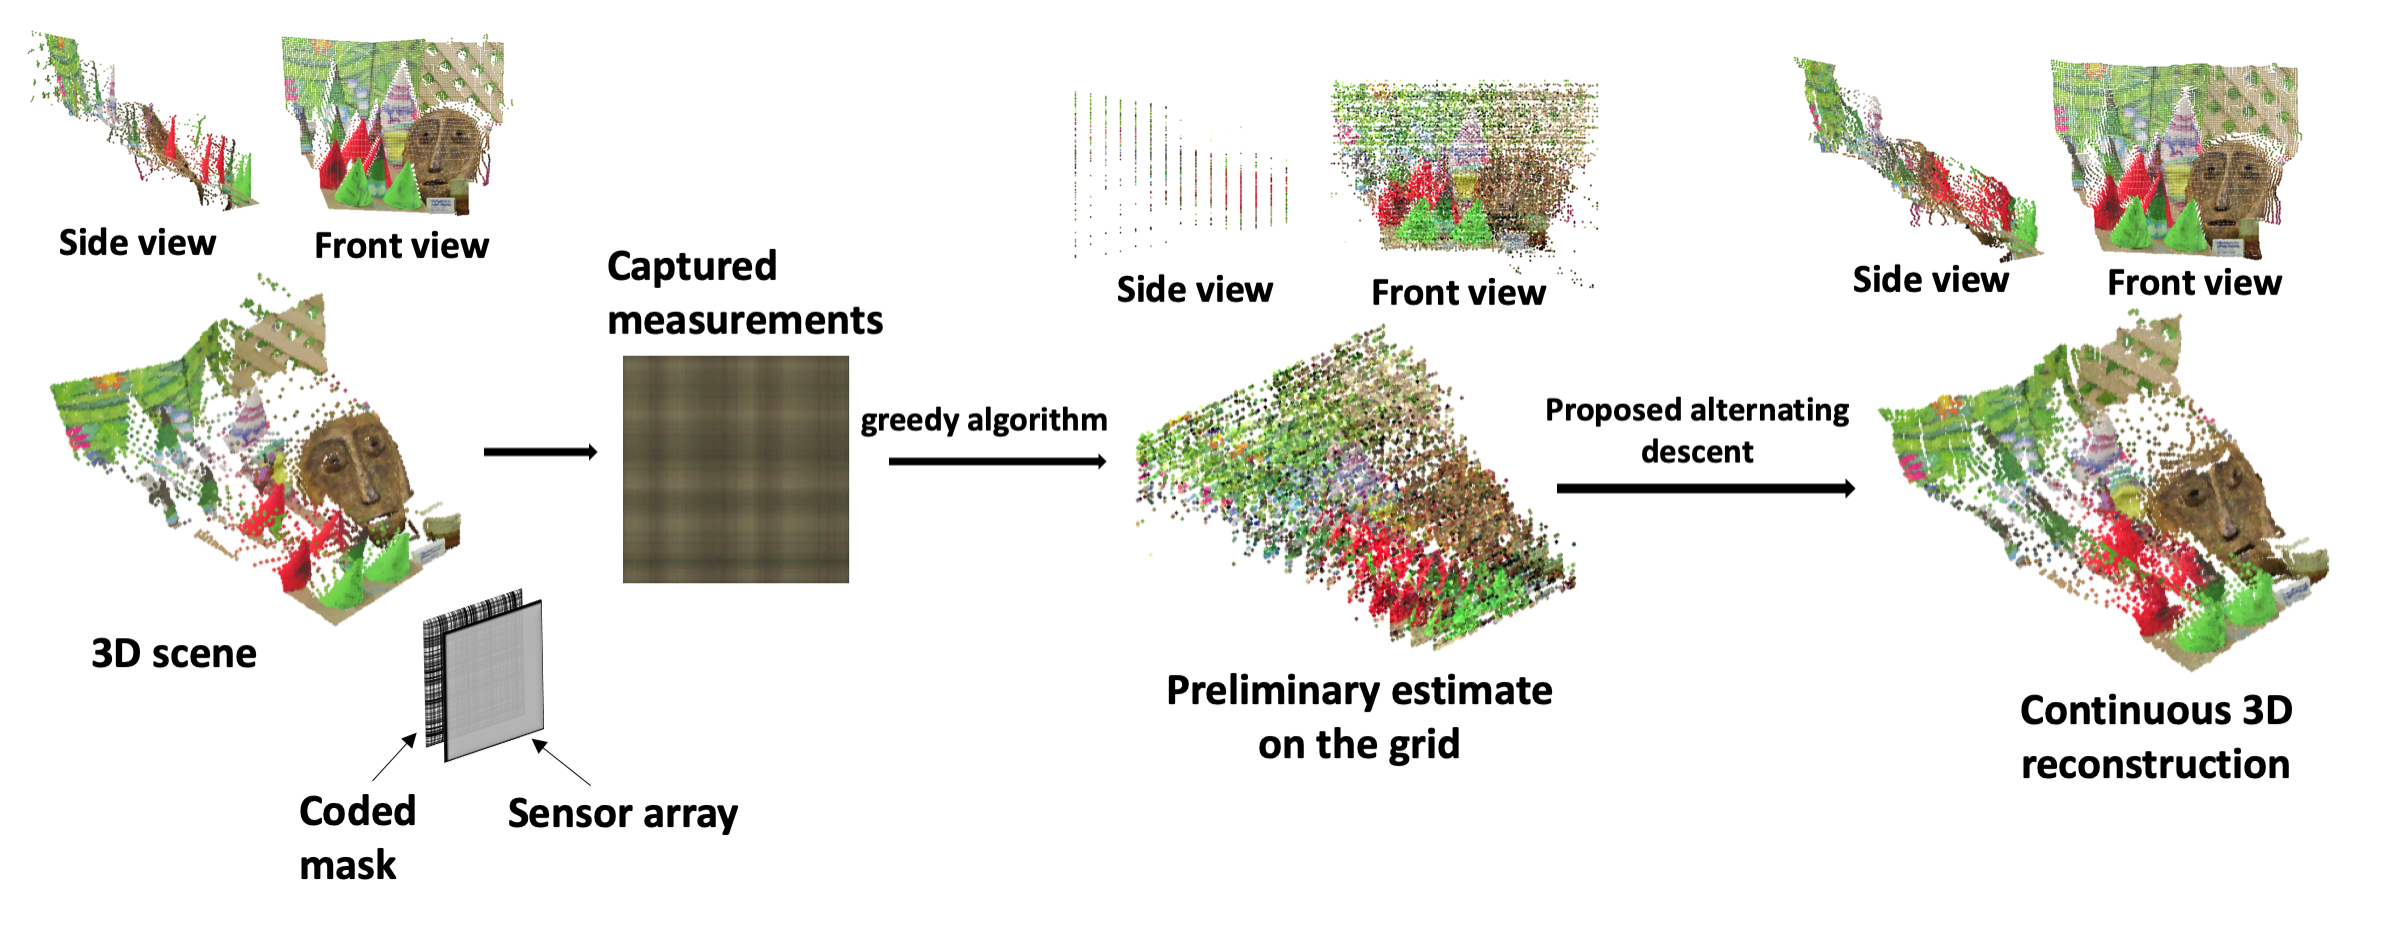 Side view
Front view
3D scene
Coded
mask
Sensor array
Captured
measurements
greedy algorithm
Side view
Front view
Preliminary estimate
on the grid
Proposed alternating
descent
Side view
Front view
Continuous 3D
reconstruction